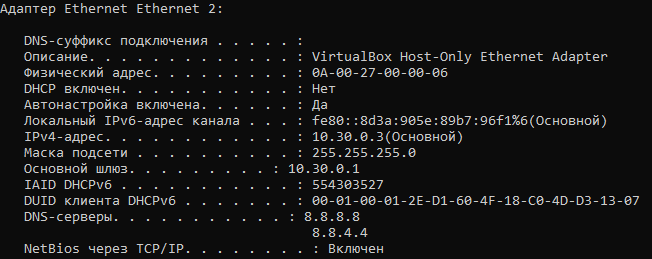 Адаптер Ethernet Ethernet 2:
DNS-суффикс подключения . . . . . :
Описание. . . . . . . . . . . . . : VirtualBox Host-Only Ethernet Adapter
Физический адрес. . . . . . . . . : 0A-00-27-00-00-06
DHCP включен. . . . . . . . . . . : Нет
Автонастройка включена. . . . . . : Да
Локальный IPv6-адрес канала . . . : fe80::8d3a:905e:89b7:96f1%6(Основной)
IPv4-адрес. . . . . . . . . . . . : 10.30.0.3(Основной)
Маска подсети . . . . . . . . . . : 255.255.255.0
Основной шлюз. . . . . . . . . : 10.30.0.1
IAID DHCPv6 . . . . . . . . . . . : 554303527
DUID клиента DHCPv6 . . . . . . . : 00-01-00-01-2E-D1-60-4F-18-C0-4D-D3-13-07
DNS-серверы. . . . . . . . . . . : 8.8.8.8
8.8.4.4
NetBios через TCP/IP. . . . . . . . : Включен